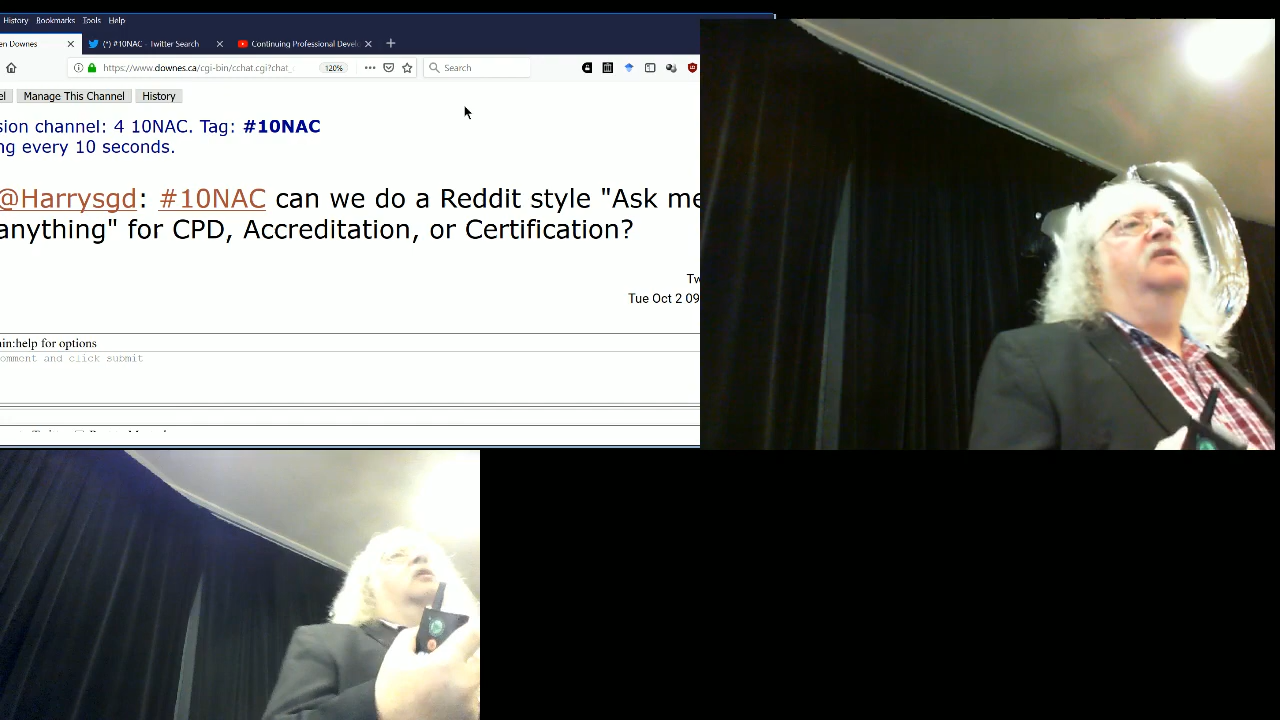 History Bookmarks Tools Help
en Downes
(*) #10NAC - Twitter Search
Continuing Professional Devel
https://www.downes.ca/cgi-bin/cchat.cgi?chat_
120%
Search
el
Manage This Channel
History
sion channel: 4 10NAC. Tag: #10NAC
ng every 10 seconds.
@Harrysgd: #10NAC can we do a Reddit style "Ask me
anything" for CPD, Accreditation, or Certification?
Tw
Tue Oct 2 09
in:help for options
omment and click submit